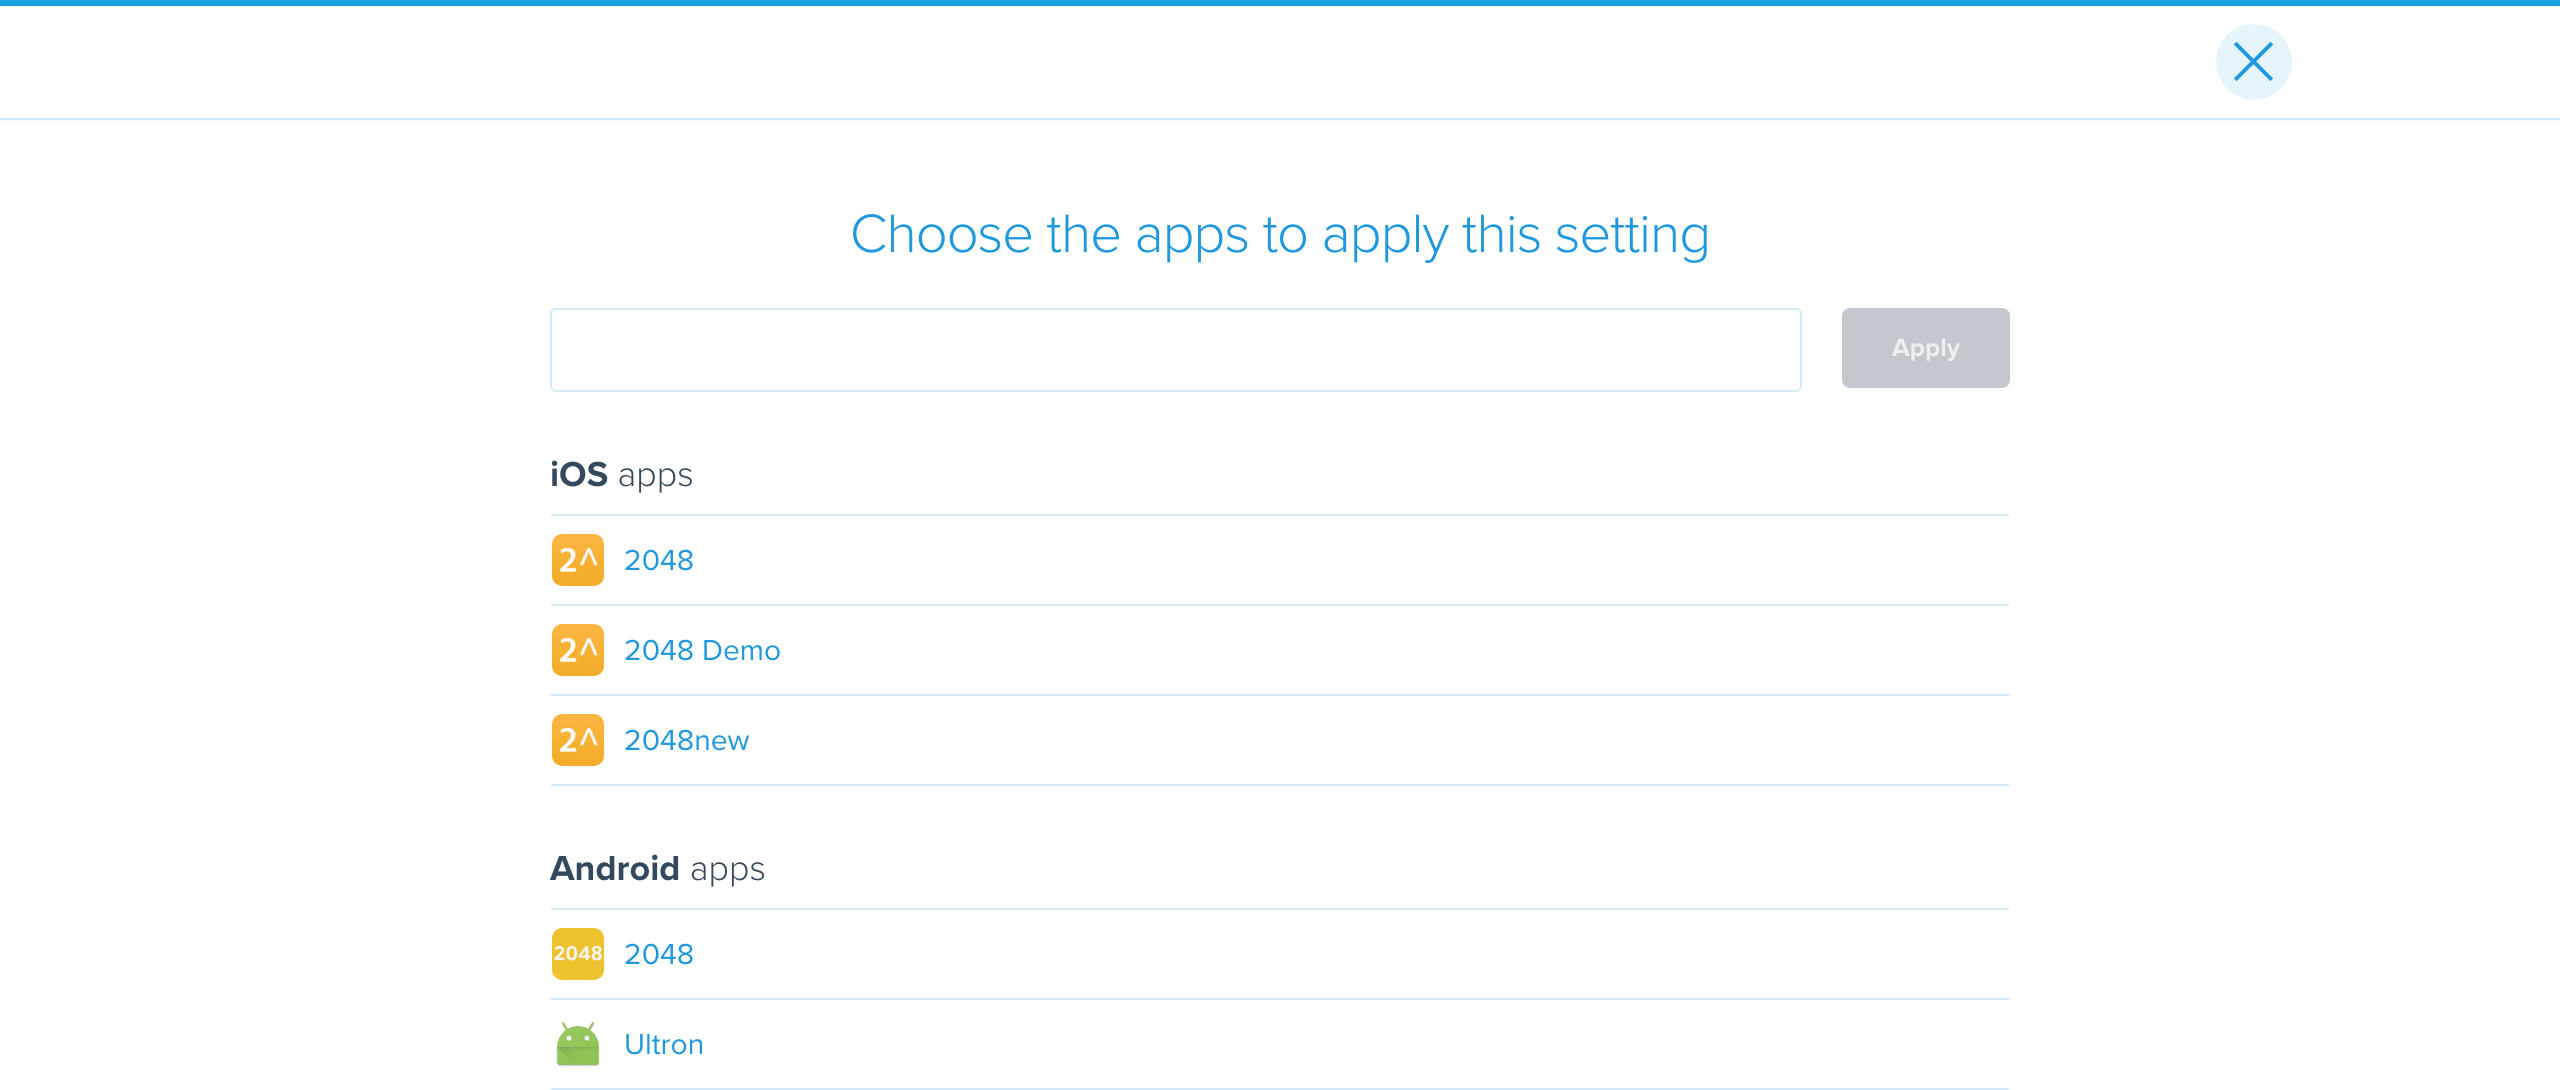 Choose the apps to apply this setting
Apply
iOS apps
2^ 2048
2^ 2048 Demo
2^ 2048new
Android apps
2048 2048
Ultron